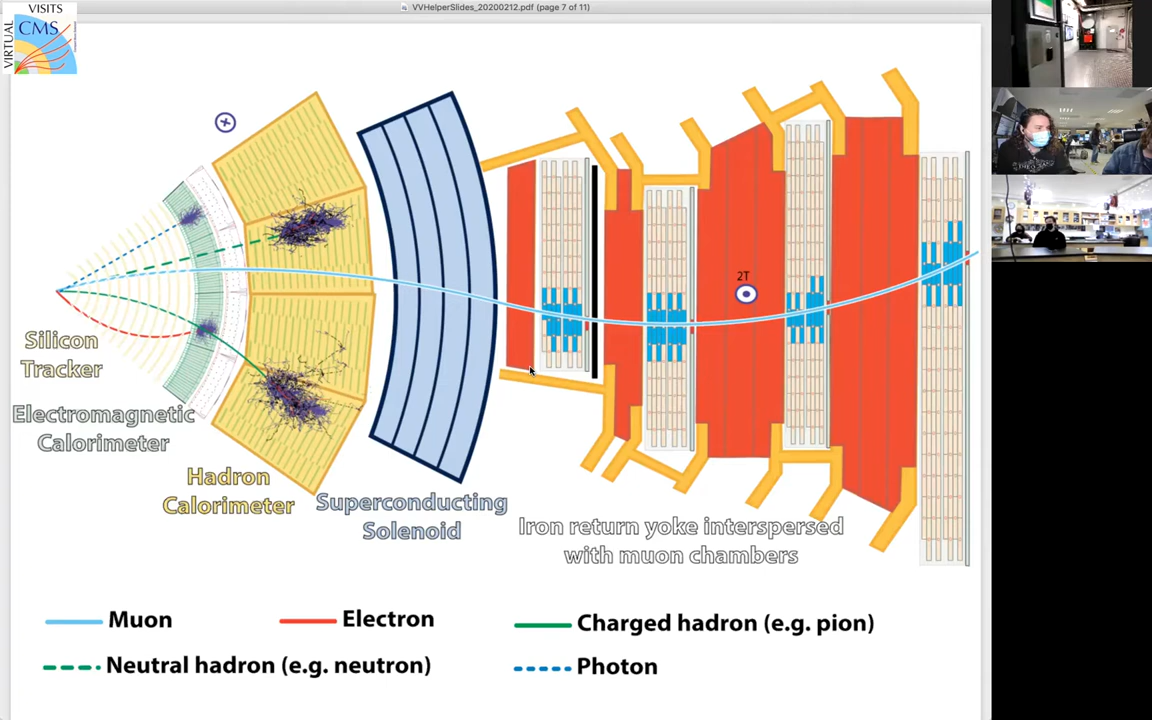 VVHelperSlides_20200212.pdf (page 7 of 11)
VISITS
VIRTUAL
CMS
2T
Silicon
Tracker
Electromagnetic
Calorimeter
Hadron
Calorimeter
Superconducting
Solenoid
Iron return yoke interspersed
with muon chambers
Muon
Electron
Charged hadron (e.g. pion)
Neutral hadron (e.g. neutron)
Photon